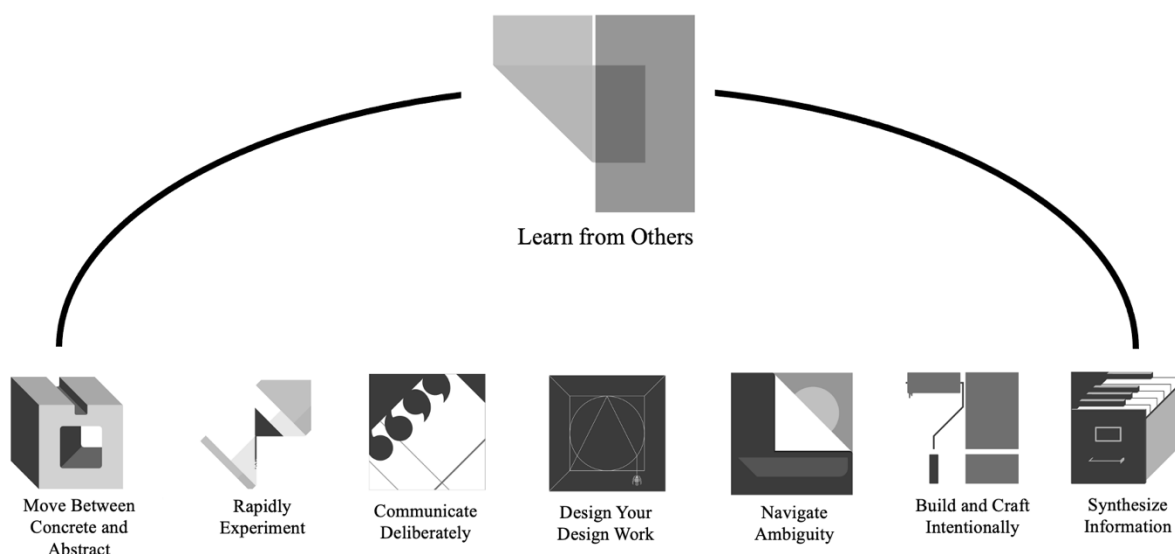 Learn from Others
Move Between
Concrete and
Abstract
Rapidly
Experiment
Communicate
Deliberately
Design Your
Design Work
Navigate
Ambiguity
Build and Craft
Intentionally
Synthesize
Information